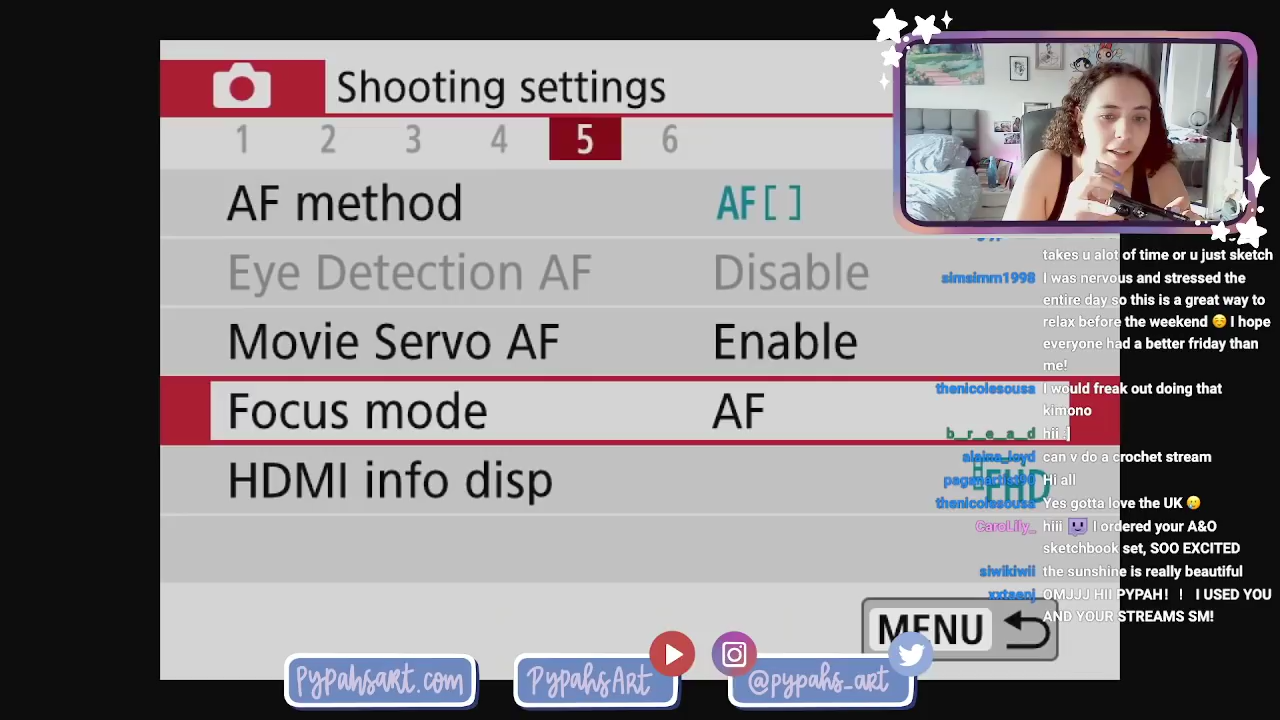 Shooting settings
1 2 3 4 5 6
AF method AF[ ]
Eye Detection AF Disable
Movie Servo AF Enable
Focus mode AF
HDMI info disp FHD
MENU
takes u alot of time or u just sketch
simsimm1998 I was nervous and stressed the
entire day so this is a great way to
relax before the weekend ☺️ I hope
everyone had a better friday than
me!
thenicolesousa I would freak out doing that
kimono
b__r__e__a__d hii :]
alaina_loyd can v do a crochet stream
Hi all
thenicolesousa Yes gotta love the UK 🥲
CaroLily_ hiii I ordered your A&O
sketchbook set, SOO EXCITED
siwikiwii the sunshine is really beautiful
xxtaenj OMJJJ HII PYPAH! ! I USED YOU
AND YOUR STREAMS SM!
Pypahsart.com
PypahsArt
@pypahs_art